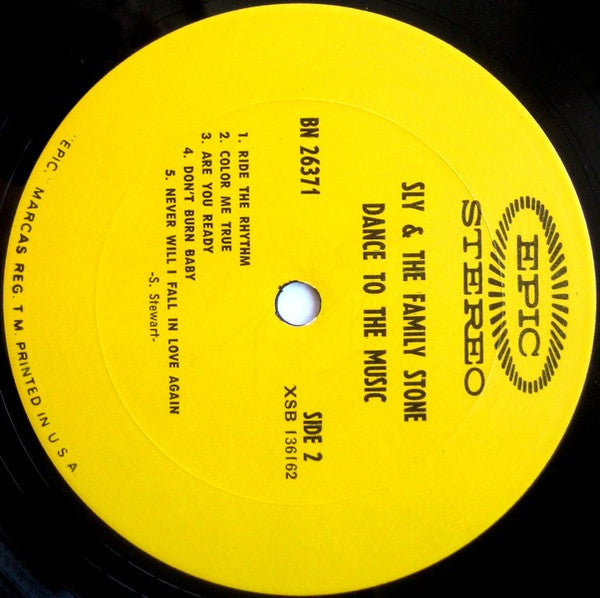 EPIC
STEREO
SLY & THE FAMILY STONE
DANCE TO THE MUSIC
BN 26371
SIDE 2
XSB 136162
1. RIDE THE RHYTHM
2. COLOR ME TRUE
3. ARE YOU READY
4. DON'T BURN BABY
5. NEVER WILL I FALL IN LOVE AGAIN
-S. Stewart-
"EPIC," MARCAS REG. T.M. PRINTED IN U.S.A.